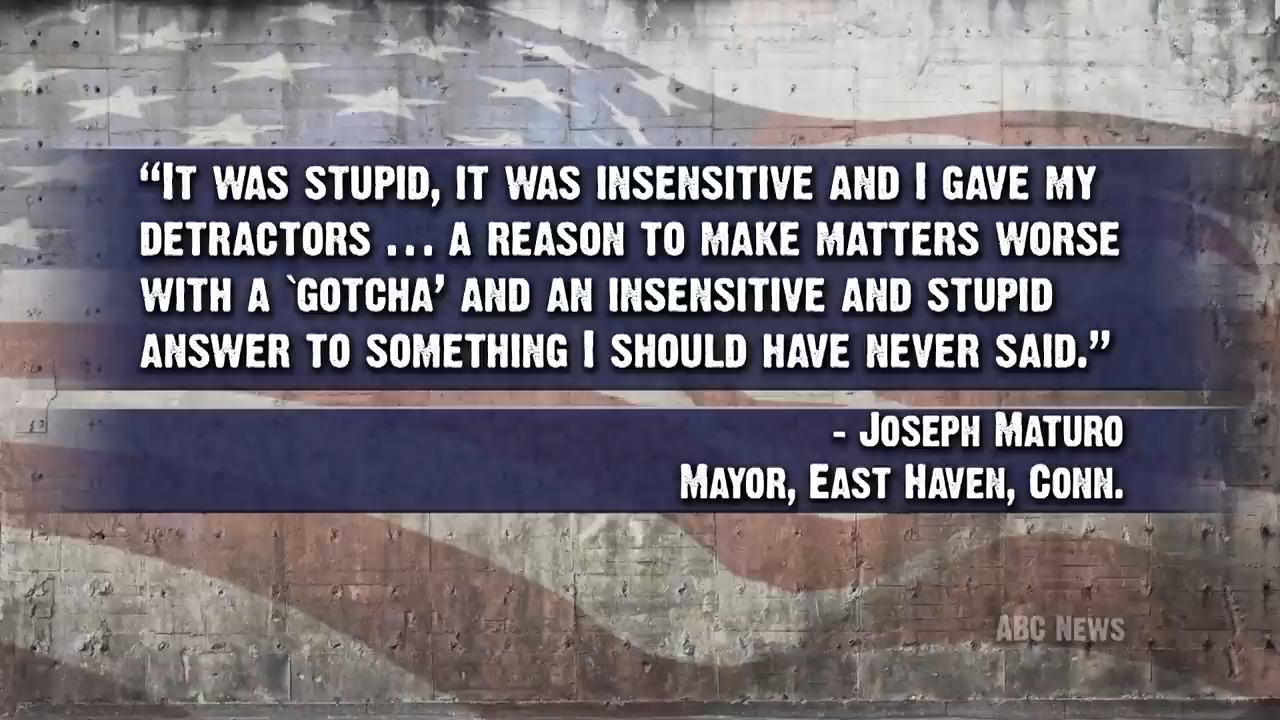 “IT WAS STUPID, IT WAS INSENSITIVE AND I GAVE MY
DETRACTORS ... A REASON TO MAKE MATTERS WORSE
WITH A `GOTCHA’ AND AN INSENSITIVE AND STUPID
ANSWER TO SOMETHING I SHOULD HAVE NEVER SAID.”
- JOSEPH MATURO
MAYOR, EAST HAVEN, CONN.
ABC NEWS